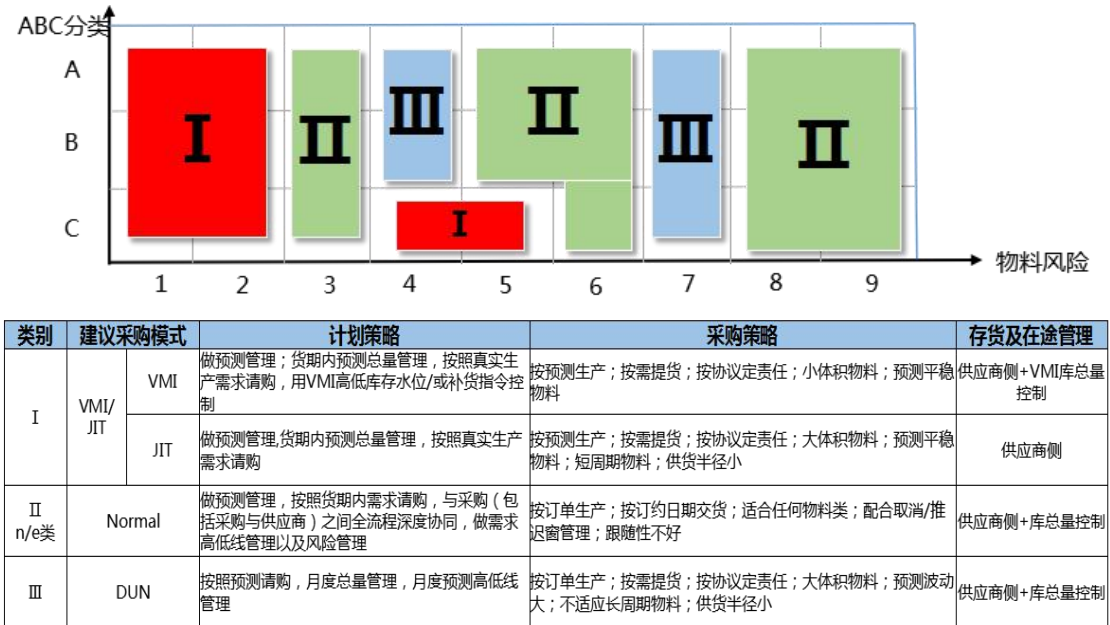 ABC分类
A
B
C
Ⅰ
Ⅱ
Ⅲ
Ⅱ
Ⅲ
Ⅱ
Ⅰ
1 2 3 4 5 6 7 8 9
物料风险
类别 建议采购模式 计划策略 采购策略 存货及在途管理
Ⅰ
VMI/
JIT
VMI
做预测管理；货期内预测总量管理，按照真实生
产需求请购，用VMI高低库存水位/或补货指令控
制
按预测生产；按需提货；按协议定责任；小体积物料；预测平稳
物料
供应商侧+VMI库总量
控制
JIT
做预测管理,货期内预测总量管理，按照真实生产
需求请购
按预测生产；按需提货；按协议定责任；大体积物料；预测平稳
物料；短周期物料；供货半径小
供应商侧
Ⅱ
n/e类
Normal
做预测管理，按照货期内需求请购，与采购（包
括采购与供应商）之间全流程深度协同，做需求
高低线管理以及风险管理
按订单生产；按订约日期交货；适合任何物料类；配合取消/推
迟窗管理；跟随性不好
供应商侧+库总量控制
Ⅲ
DUN
按照预测请购，月度总量管理，月度预测高低线
管理
按订单生产；按需提货；按协议定责任；大体积物料；预测波动
大；不适应长周期物料；供货半径小
供应商侧+库总量控制